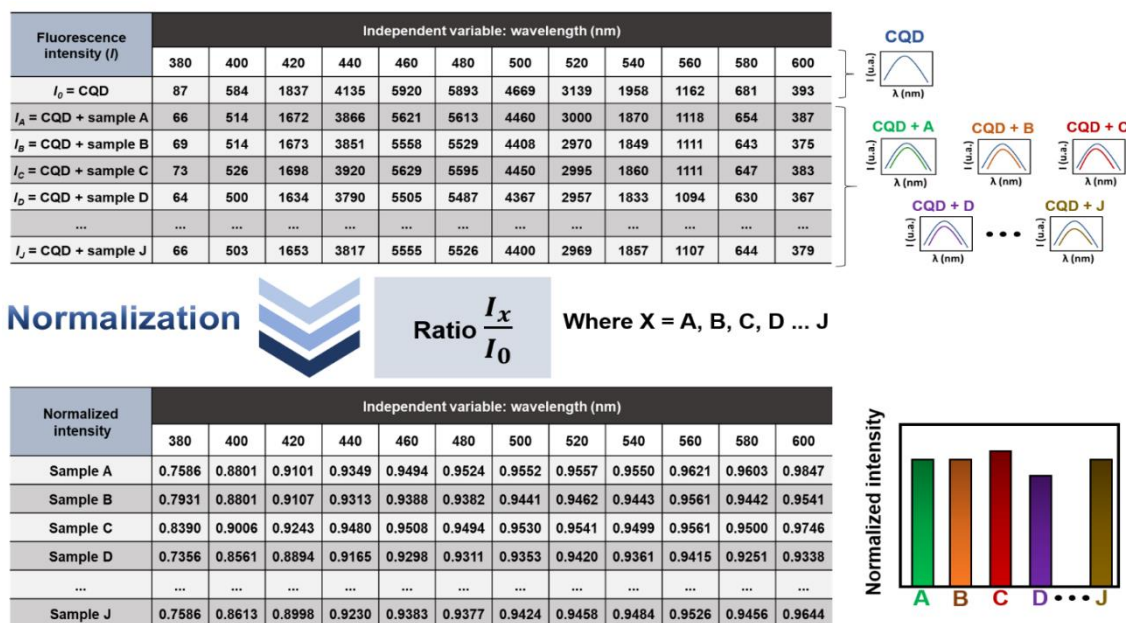 Fluorescence intensity (I) Independent variable: wavelength (nm)
380 400 420 440 460 480 500 520 540 560 580 600
I₀ = CQD 87 584 1837 4135 5920 5893 4669 3139 1958 1162 681 393
I_A = CQD + sample A 66 514 1672 3866 5621 5613 4460 3000 1870 1118 654 387
I_B = CQD + sample B 69 514 1673 3851 5558 5529 4408 2970 1849 1111 643 375
I_C = CQD + sample C 73 526 1698 3920 5629 5595 4450 2995 1860 1111 647 383
I_D = CQD + sample D 64 500 1634 3790 5505 5487 4367 2957 1833 1094 630 367
... ... ... ... ... ... ... ... ... ... ... ... ...
I_J = CQD + sample J 66 503 1653 3817 5555 5526 4400 2969 1857 1107 644 379
CQD
I (u.a.)
λ (nm)
CQD + A CQD + B CQD + C
I (u.a.) I (u.a.) I (u.a.)
λ (nm) λ (nm) λ (nm)
CQD + D ••• CQD + J
I (u.a.) I (u.a.)
λ (nm) λ (nm)
Normalization
Ratio I_x/I_0
Where X = A, B, C, D ... J
Normalized intensity Independent variable: wavelength (nm)
380 400 420 440 460 480 500 520 540 560 580 600
Sample A 0.7586 0.8801 0.9101 0.9349 0.9494 0.9524 0.9552 0.9557 0.9550 0.9621 0.9603 0.9847
Sample B 0.7931 0.8801 0.9107 0.9313 0.9388 0.9382 0.9441 0.9462 0.9443 0.9561 0.9442 0.9541
Sample C 0.8390 0.9006 0.9243 0.9480 0.9508 0.9494 0.9530 0.9541 0.9499 0.9561 0.9500 0.9746
Sample D 0.7356 0.8561 0.8894 0.9165 0.9298 0.9311 0.9353 0.9420 0.9361 0.9415 0.9251 0.9338
... ... ... ... ... ... ... ... ... ... ... ... ...
Sample J 0.7586 0.8613 0.8998 0.9230 0.9383 0.9377 0.9424 0.9458 0.9484 0.9526 0.9456 0.9644
Normalized intensity
A B C D ••• J